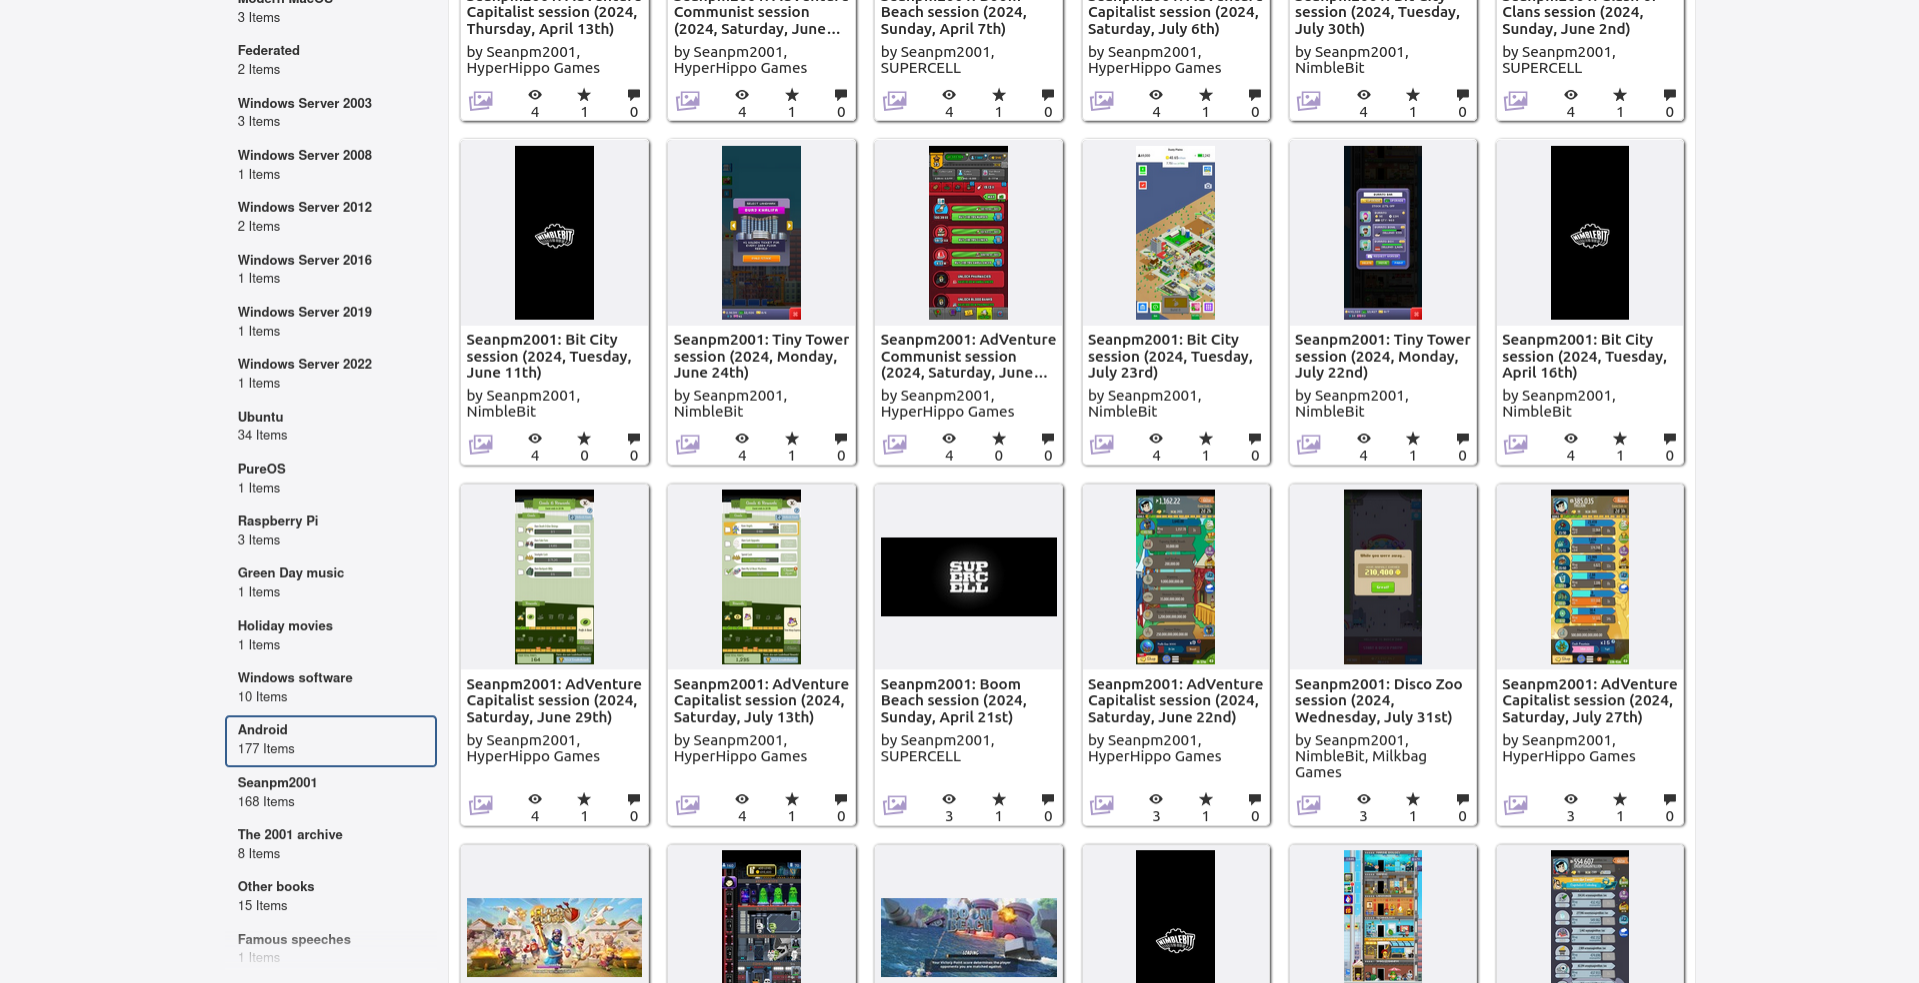 Modern MacOS
3 Items
Federated
2 Items
Windows Server 2003
3 Items
Windows Server 2008
1 Items
Windows Server 2012
2 Items
Windows Server 2016
1 Items
Windows Server 2019
1 Items
Windows Server 2022
1 Items
Ubuntu
34 Items
PureOS
1 Items
Raspberry Pi
3 Items
Green Day music
1 Items
Holiday movies
1 Items
Windows software
10 Items
Android
177 Items
Seanpm2001
168 Items
The 2001 archive
8 Items
Other books
15 Items
Famous speeches
1 Items
Capitalist session (2024,
Thursday, April 13th)
by Seanpm2001,
HyperHippo Games
4 1 0
Communist session
(2024, Saturday, June...
by Seanpm2001,
HyperHippo Games
4 1 0
Beach session (2024,
Sunday, April 7th)
by Seanpm2001,
SUPERCELL
4 1 0
Capitalist session (2024,
Saturday, July 6th)
by Seanpm2001,
HyperHippo Games
4 1 0
session (2024, Tuesday,
July 30th)
by Seanpm2001,
NimbleBit
4 1 0
Clans session (2024,
Sunday, June 2nd)
by Seanpm2001,
SUPERCELL
4 1 0
NIMBLEBIT
Seanpm2001: Bit City
session (2024, Tuesday,
June 11th)
by Seanpm2001,
NimbleBit
4 0 0
Seanpm2001: Tiny Tower
session (2024, Monday,
June 24th)
by Seanpm2001,
NimbleBit
4 1 0
Seanpm2001: AdVenture
Communist session
(2024, Saturday, June...
by Seanpm2001,
HyperHippo Games
4 0 0
Seanpm2001: Bit City
session (2024, Tuesday,
July 23rd)
by Seanpm2001,
NimbleBit
4 1 0
Seanpm2001: Tiny Tower
session (2024, Monday,
July 22nd)
by Seanpm2001,
NimbleBit
4 1 0
NIMBLEBIT
Seanpm2001: Bit City
session (2024, Tuesday,
April 16th)
by Seanpm2001,
NimbleBit
4 1 0
Seanpm2001: AdVenture
Capitalist session (2024,
Saturday, June 29th)
by Seanpm2001,
HyperHippo Games
4 1 0
Seanpm2001: AdVenture
Capitalist session (2024,
Saturday, July 13th)
by Seanpm2001,
HyperHippo Games
4 1 0
SUP
ERC
ELL
Seanpm2001: Boom
Beach session (2024,
Sunday, April 21st)
by Seanpm2001,
SUPERCELL
3 1 0
Seanpm2001: AdVenture
Capitalist session (2024,
Saturday, June 22nd)
by Seanpm2001,
HyperHippo Games
3 1 0
While you were away...
210,400
Seanpm2001: Disco Zoo
session (2024,
Wednesday, July 31st)
by Seanpm2001,
NimbleBit, Milkbag
Games
3 1 0
Seanpm2001: AdVenture
Capitalist session (2024,
Saturday, July 27th)
by Seanpm2001,
HyperHippo Games
3 1 0
BOOM
BEACH
NIMBLEBIT